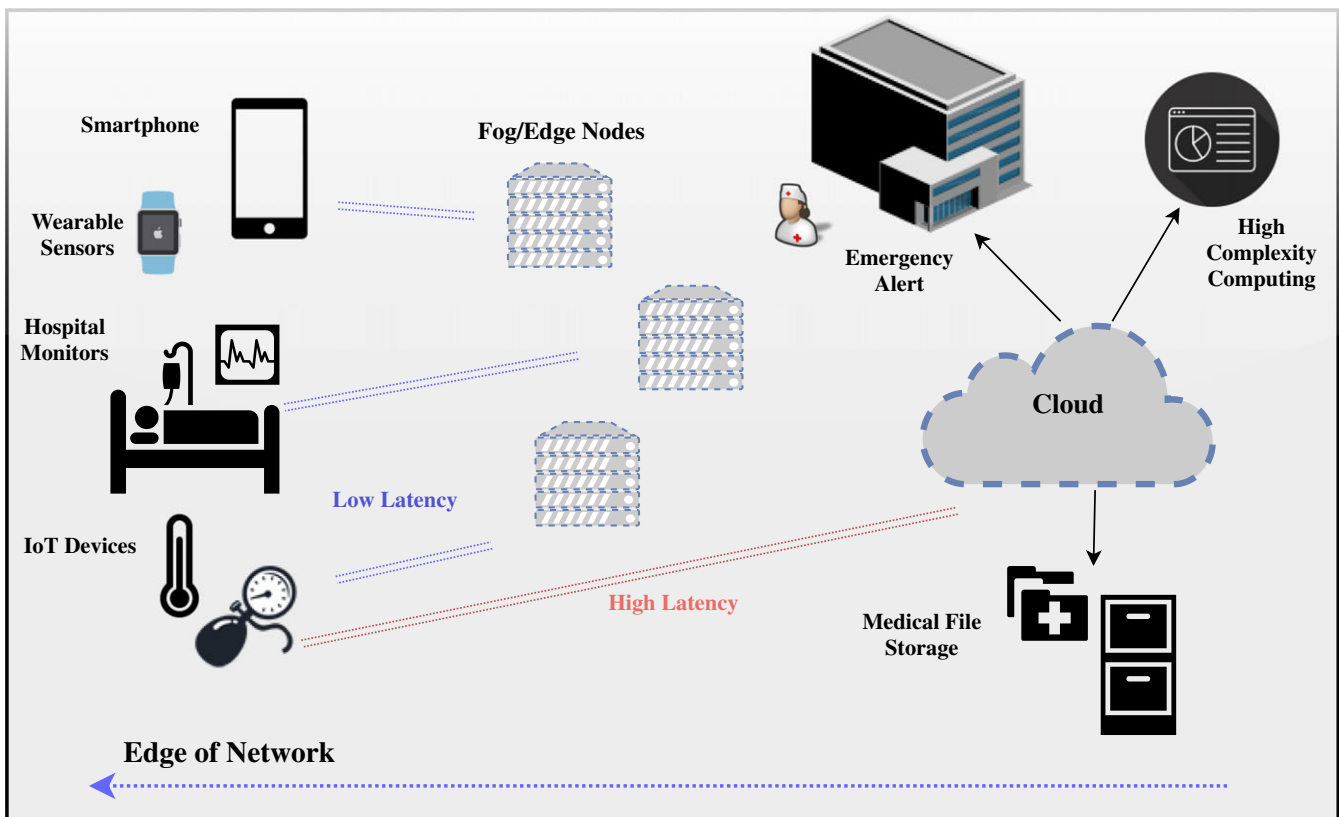 Smartphone
Fog/Edge Nodes
Wearable
Sensors
Emergency
Alert
High
Complexity
Computing
Hospital
Monitors
Cloud
Low Latency
IoT Devices
High Latency
Medical File
Storage
Edge of Network